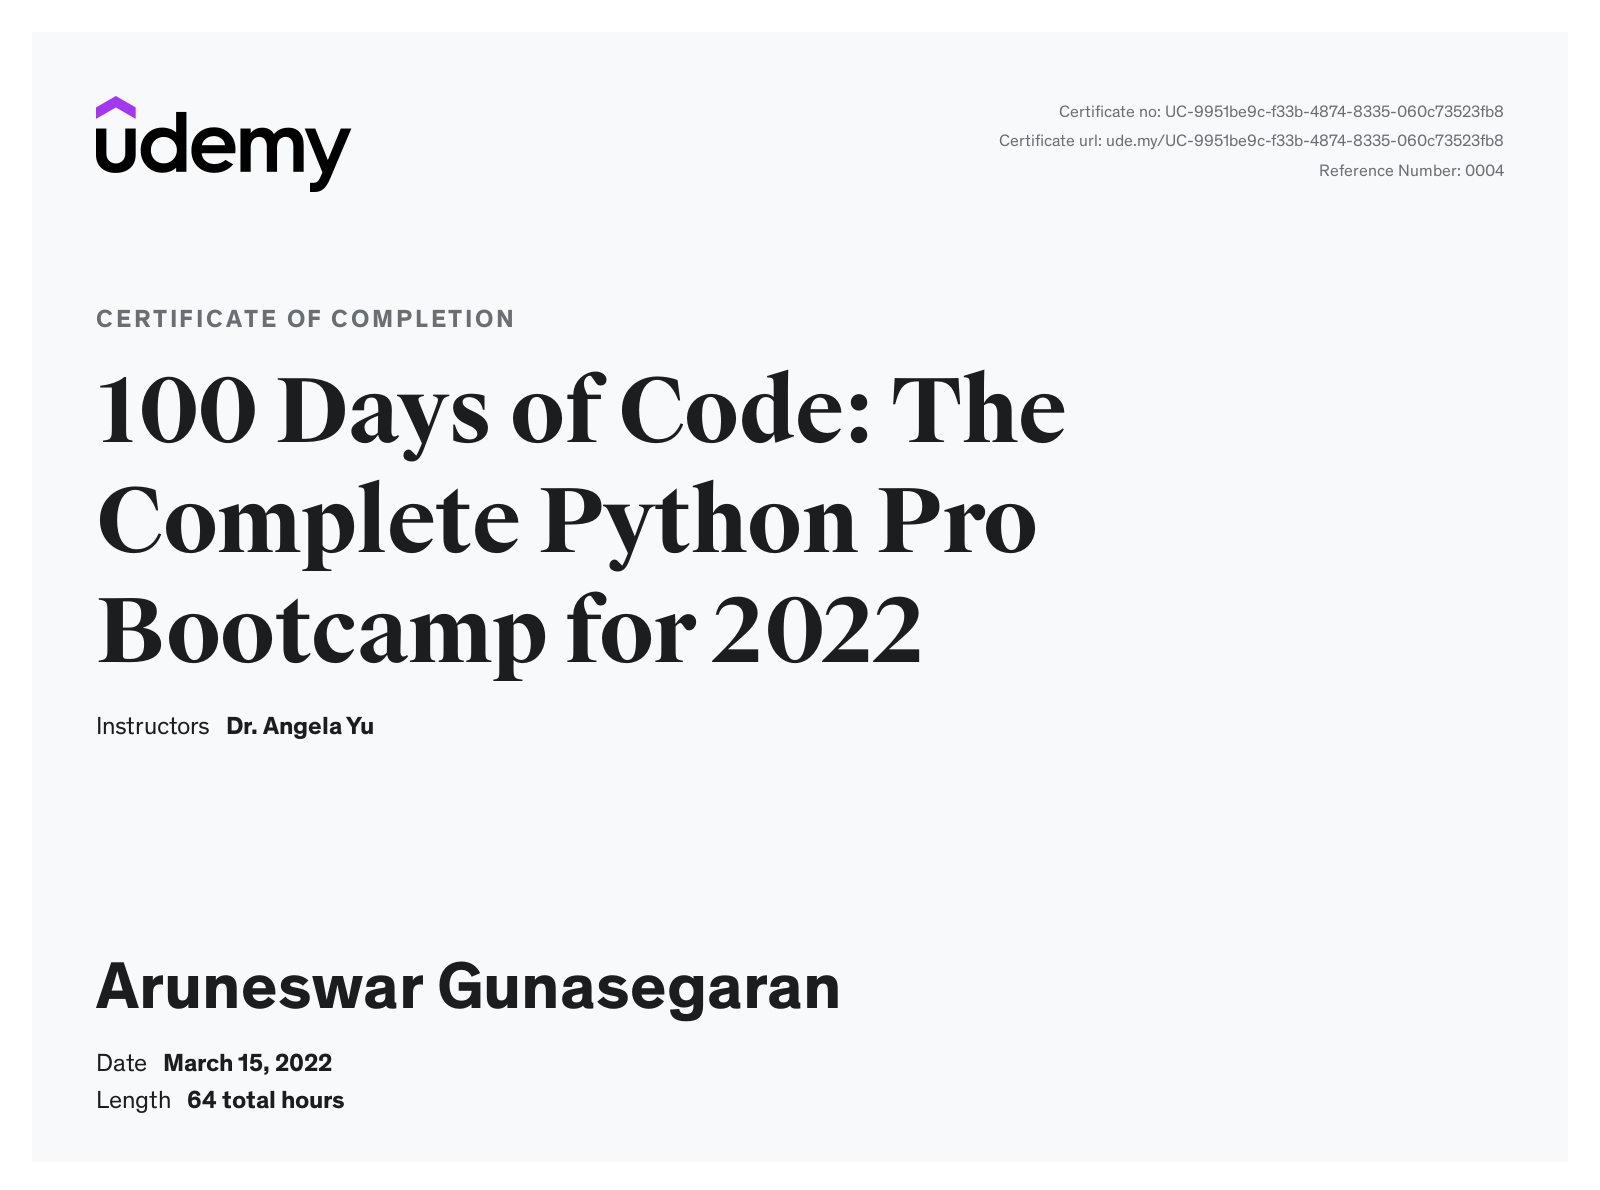 udemy
Certificate no: UC-9951be9c-f33b-4874-8335-060c73523fb8
Certificate url: ude.my/UC-9951be9c-f33b-4874-8335-060c73523fb8
Reference Number: 0004
CERTIFICATE OF COMPLETION
100 Days of Code: The
Complete Python Pro
Bootcamp for 2022
Instructors Dr. Angela Yu
Aruneswar Gunasegaran
Date March 15, 2022
Length 64 total hours